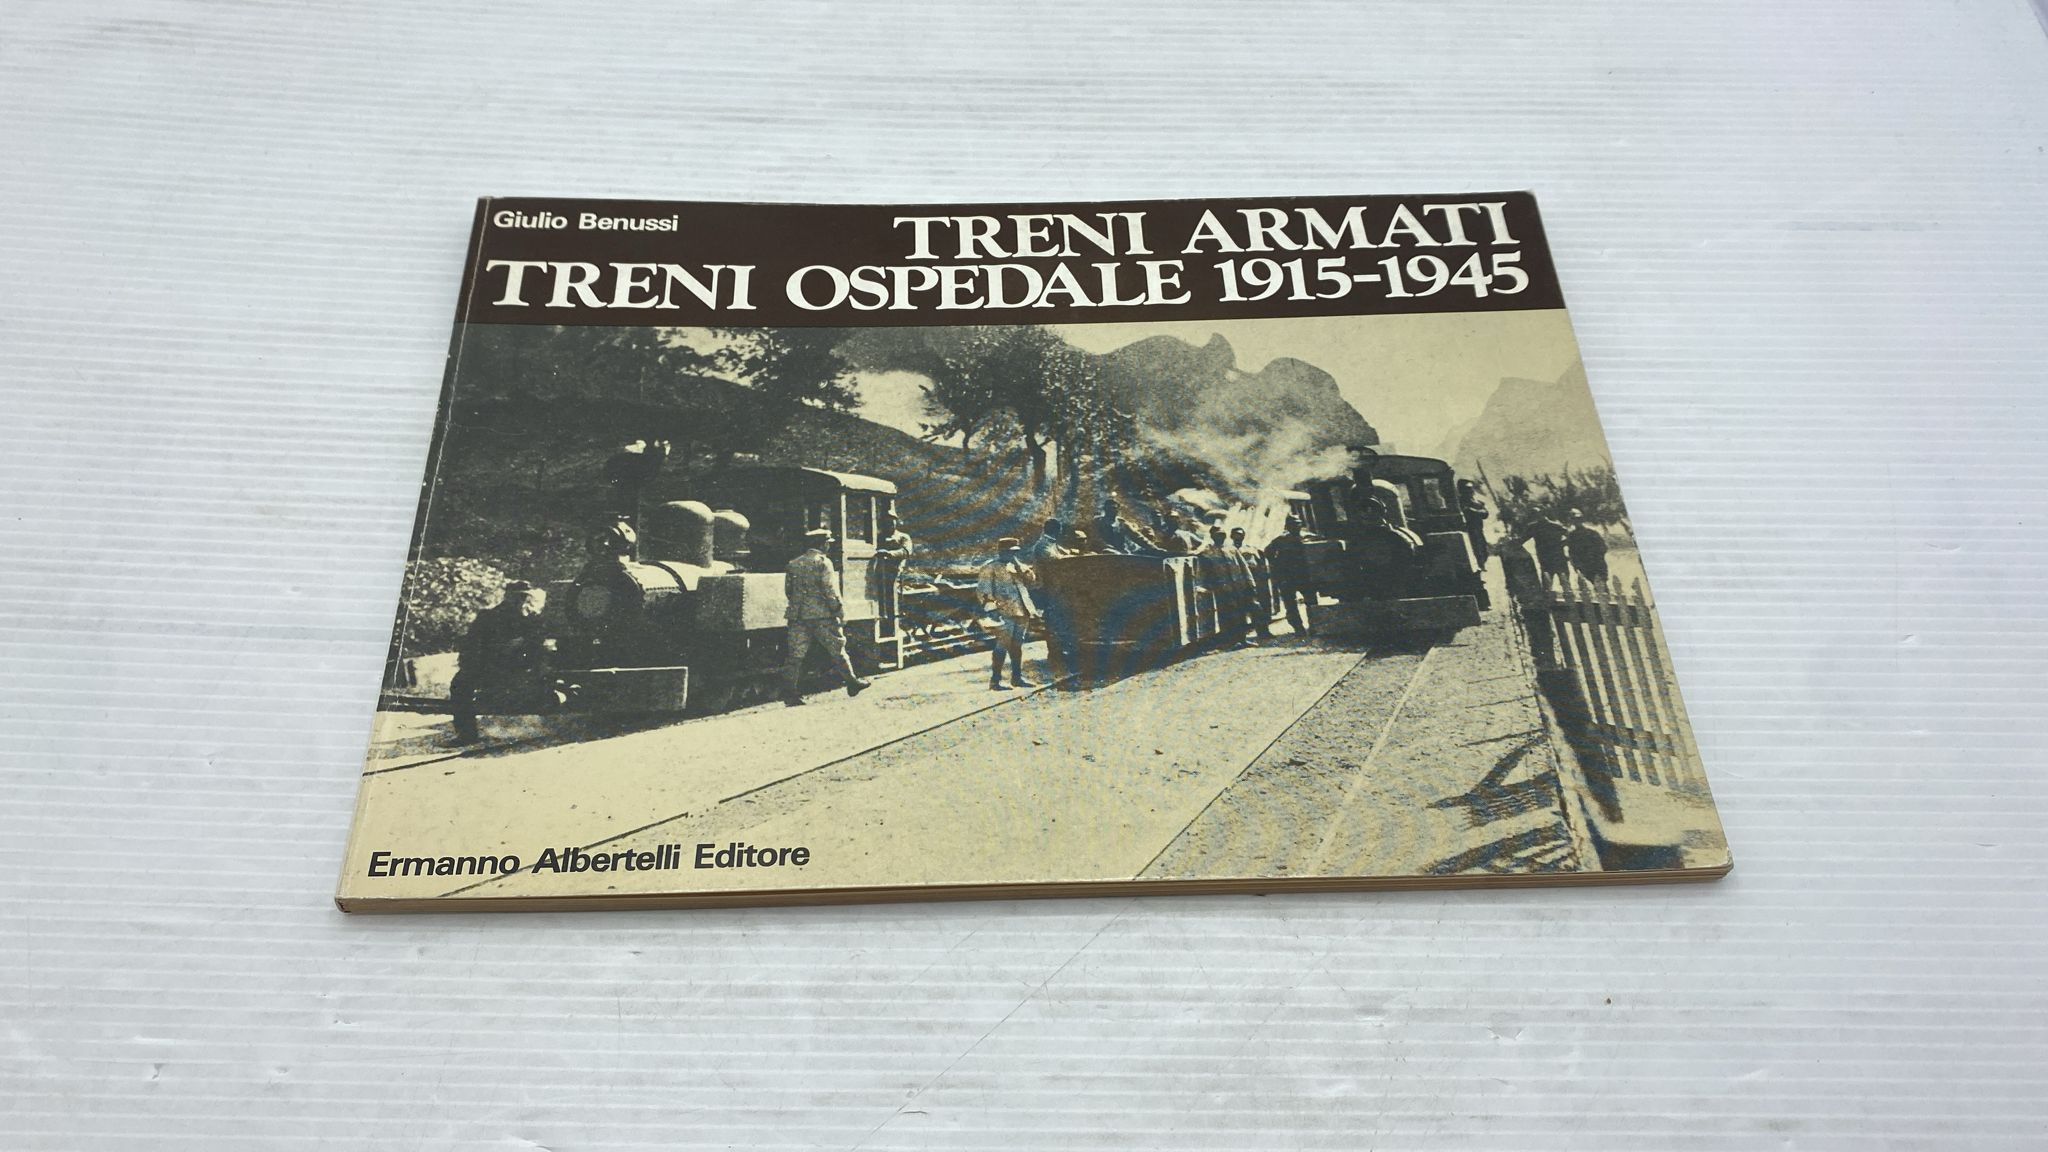 Giulio Benussi
TRENI ARMATI
TRENI OSPEDALE 1915-1945
Ermanno Albertelli Editore